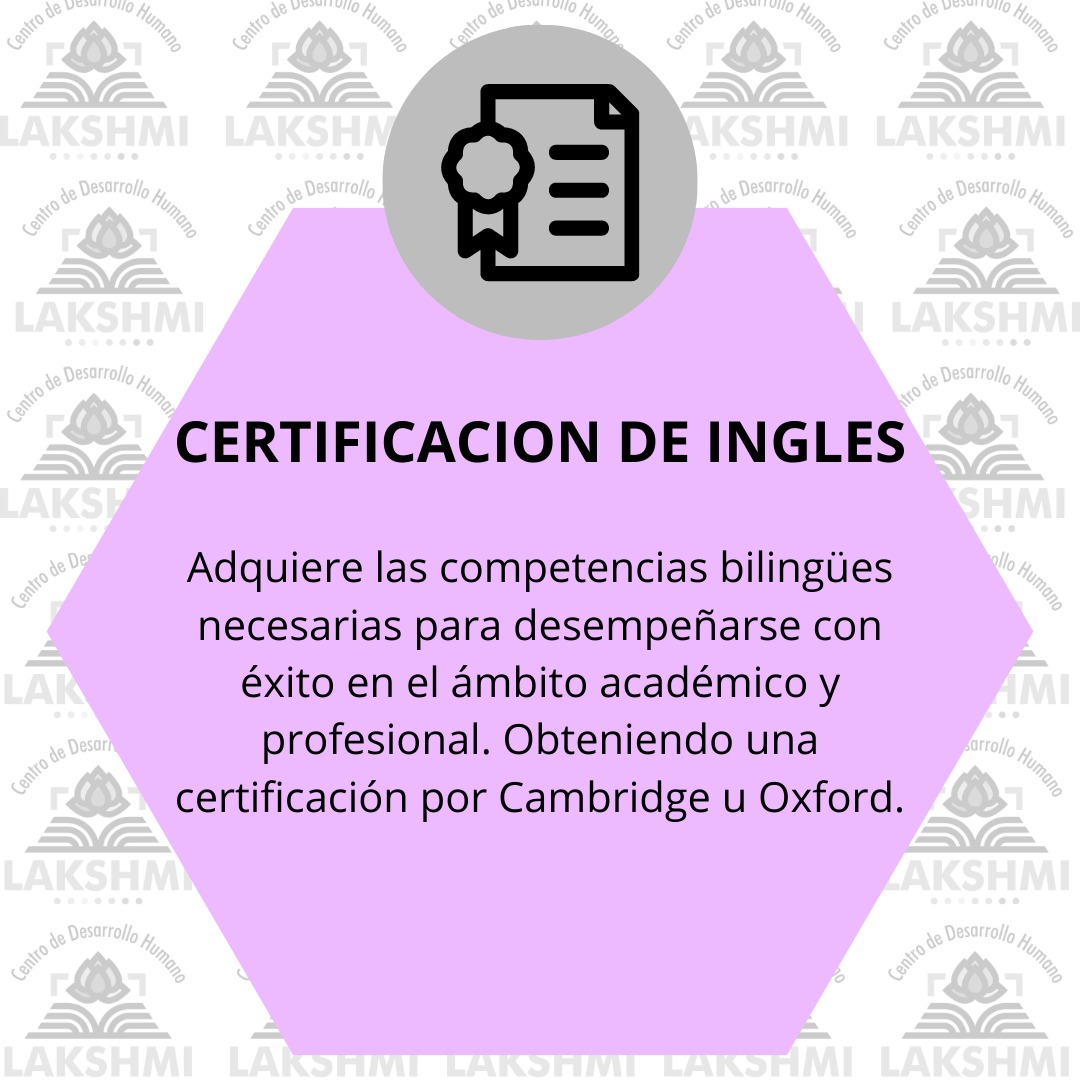 CERTIFICACION DE INGLES
Adquiere las competencias bilingües
necesarias para desempeñarse con
éxito en el ámbito académico y
profesional. Obteniendo una
certificación por Cambridge u Oxford.
Centro de Desarrollo Humano
LAKSHMI